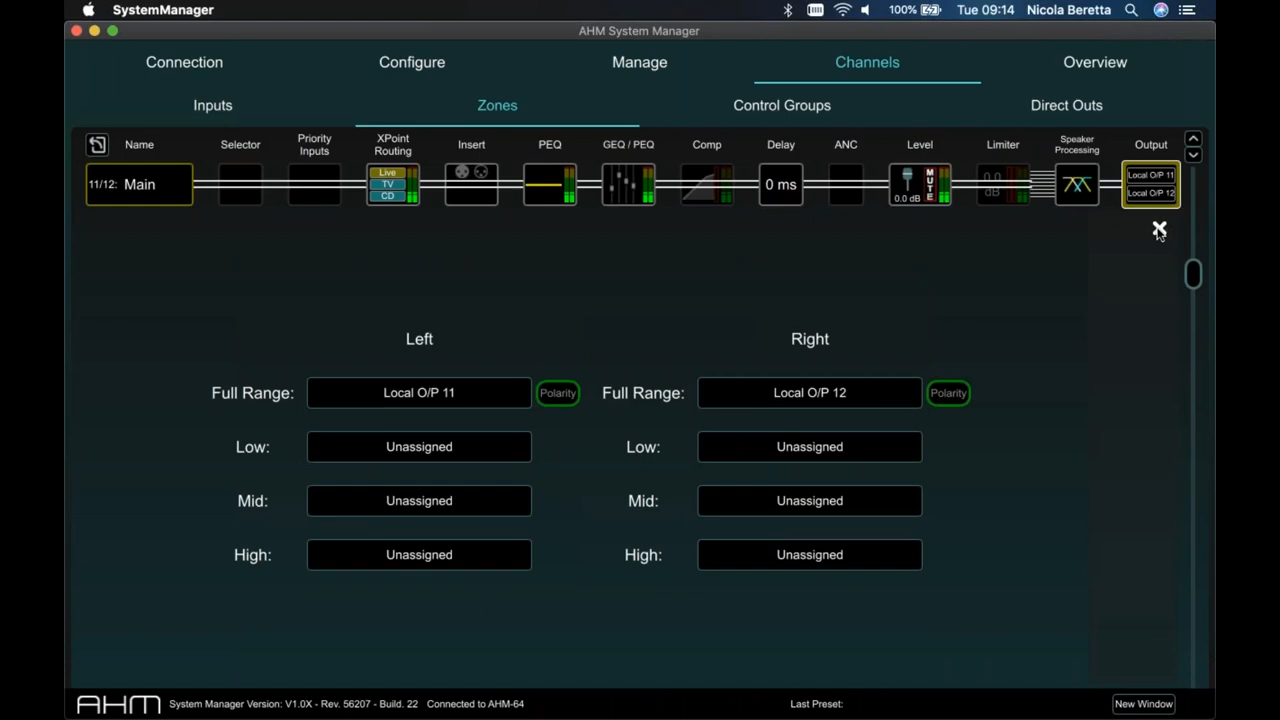 SystemManager 100% Tue 09:14 Nicola Beretta
AHM System Manager
Connection Configure Manage Channels Overview
Inputs Zones Control Groups Direct Outs
Name Selector Priority Inputs XPoint Routing Insert PEQ GEQ / PEQ Comp Delay ANC Level Limiter Speaker Processing Output
11/12: Main Live TV CD 0 ms 0.0 dB MUTE 0.0 dB Local O/P 11 Local O/P 12
Left Right
Full Range: Local O/P 11 Polarity Full Range: Local O/P 12 Polarity
Low: Unassigned Low: Unassigned
Mid: Unassigned Mid: Unassigned
High: Unassigned High: Unassigned
AHM System Manager Version: V1.0X - Rev. 56207 - Build. 22 Connected to AHM-64 Last Preset: New Window